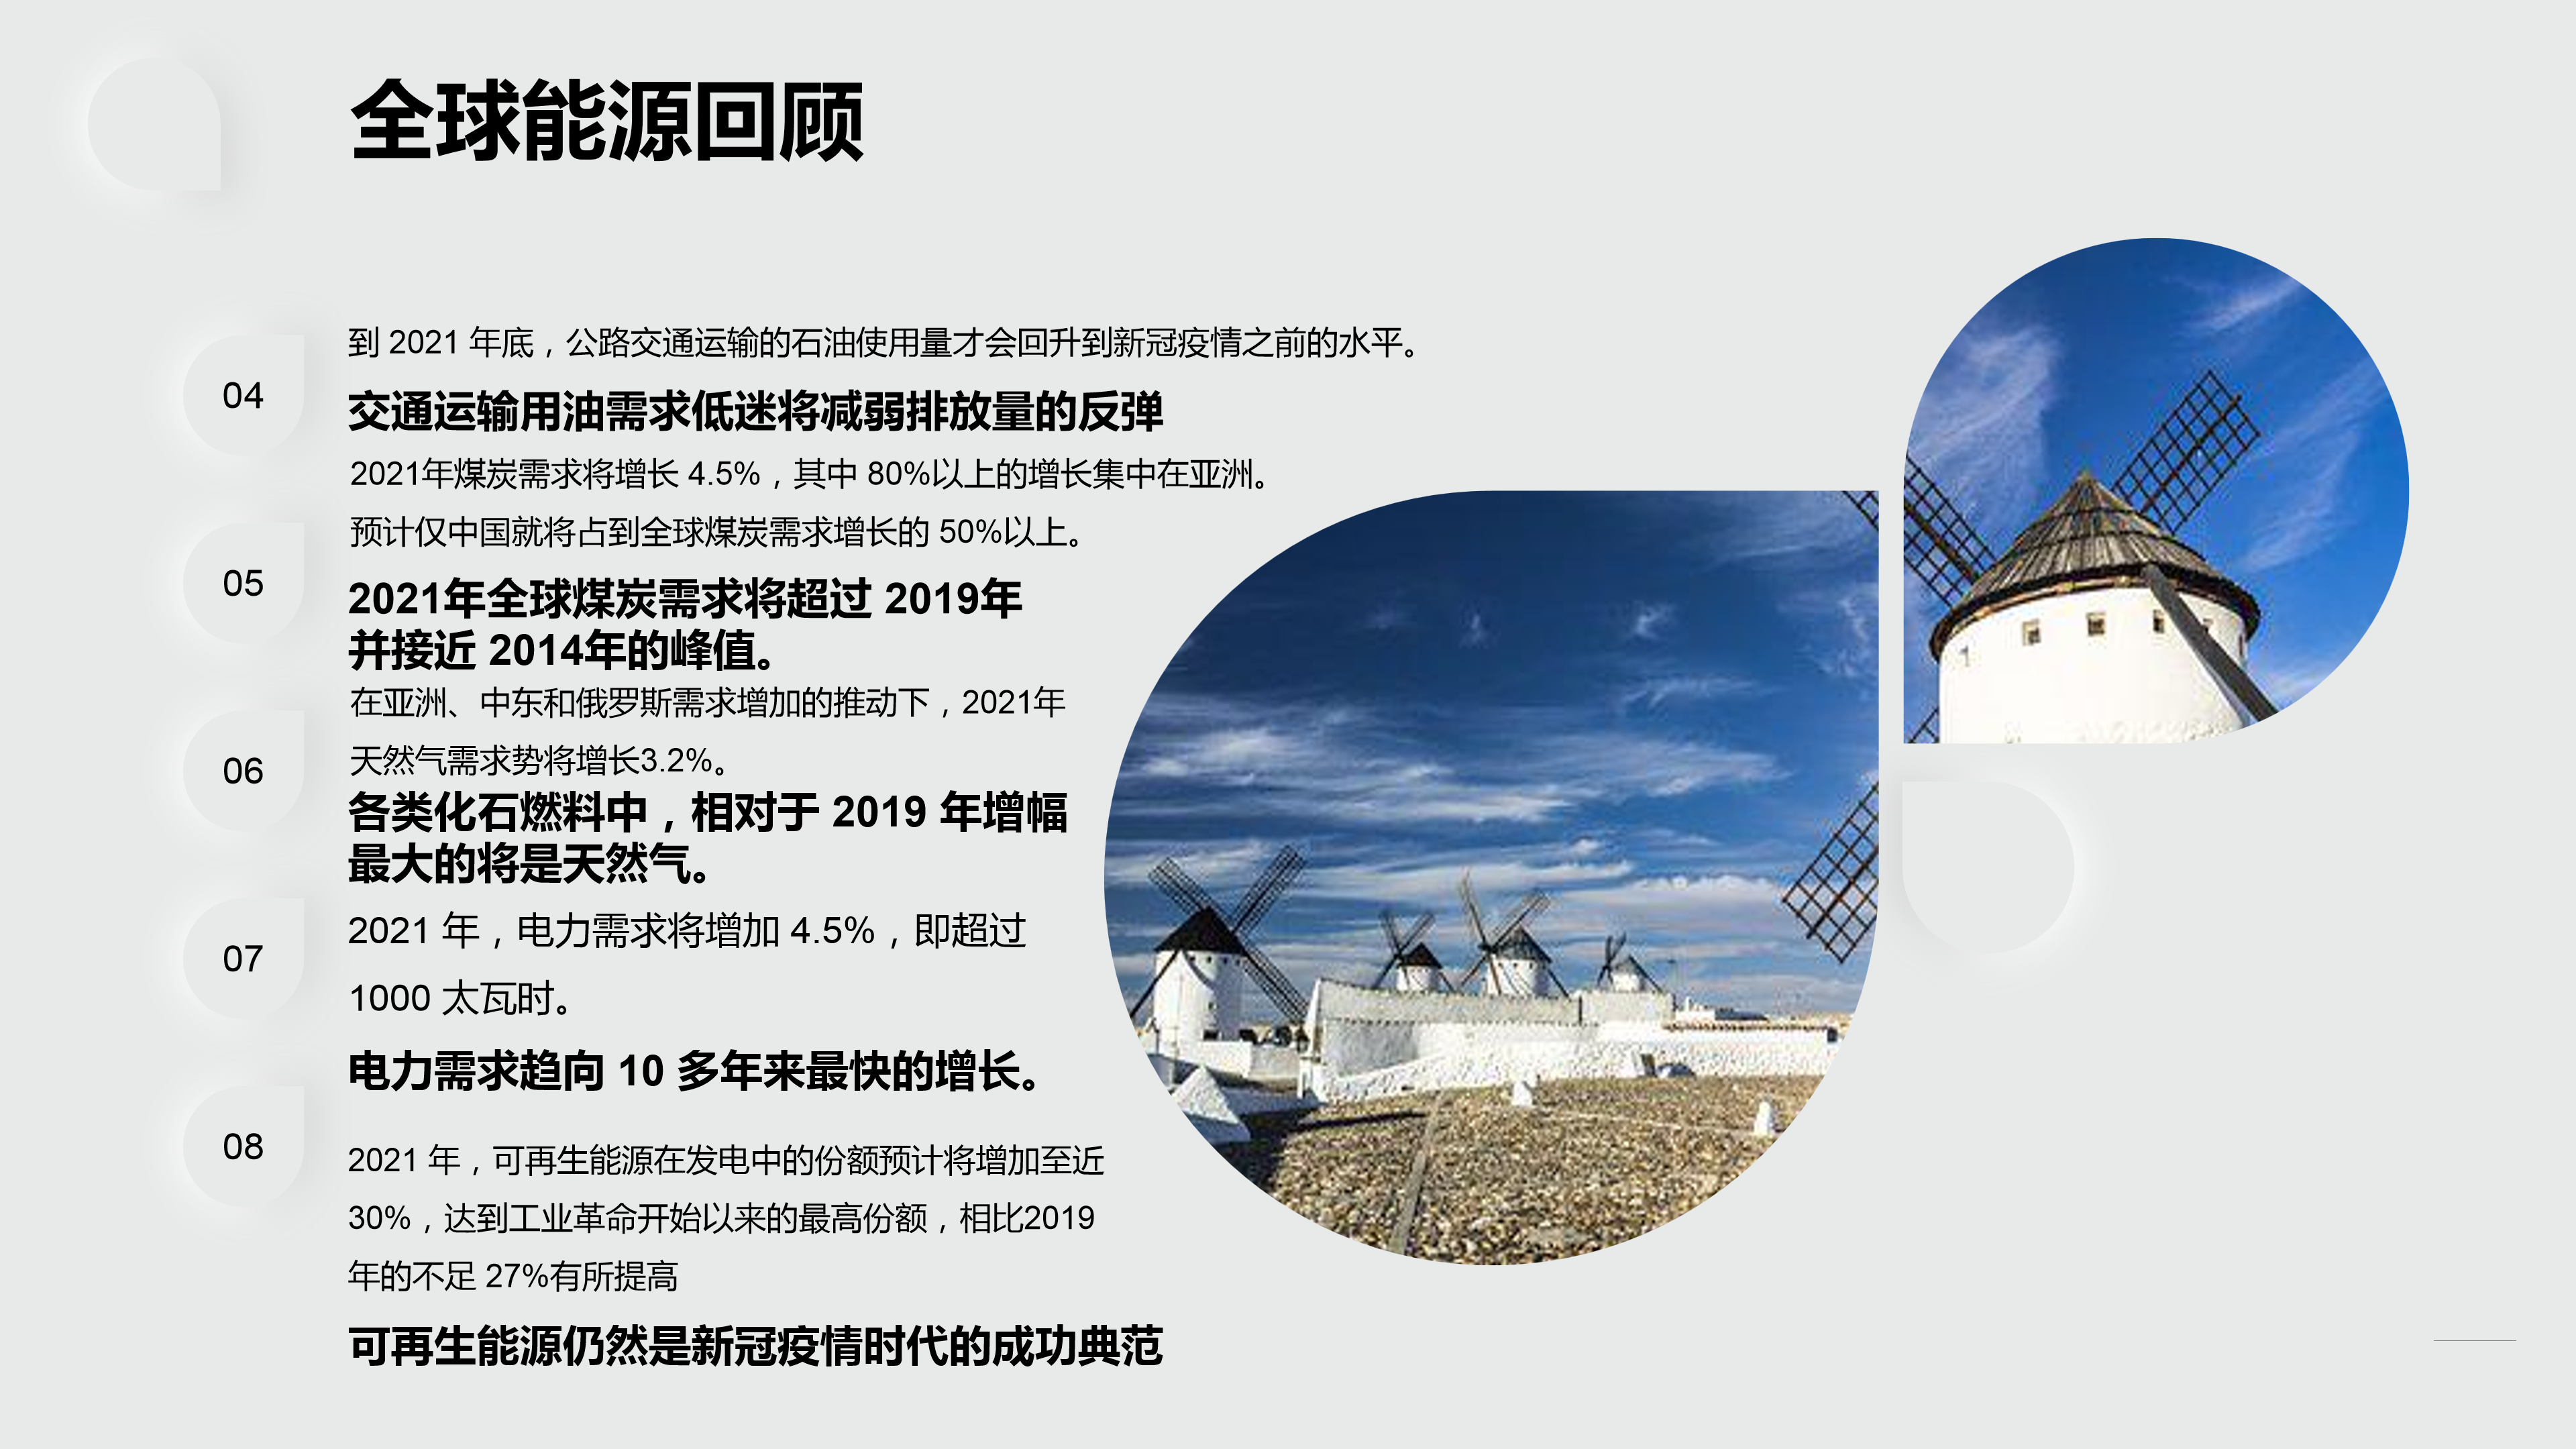 全球能源回顾
到 2021 年底，公路交通运输的石油使用量才会回升到新冠疫情之前的水平。
04
交通运输用油需求低迷将减弱排放量的反弹
2021年煤炭需求将增长 4.5%，其中 80%以上的增长集中在亚洲。
预计仅中国就将占到全球煤炭需求增长的 50%以上。
05
2021年全球煤炭需求将超过 2019年
并接近 2014年的峰值。
在亚洲、中东和俄罗斯需求增加的推动下，2021年
天然气需求势将增长3.2%。
06
各类化石燃料中，相对于 2019 年增幅
最大的将是天然气。
2021 年，电力需求将增加 4.5%，即超过
07
1000 太瓦时。
电力需求趋向 10 多年来最快的增长。
08
2021 年，可再生能源在发电中的份额预计将增加至近
30%，达到工业革命开始以来的最高份额，相比2019
年的不足 27%有所提高
可再生能源仍然是新冠疫情时代的成功典范